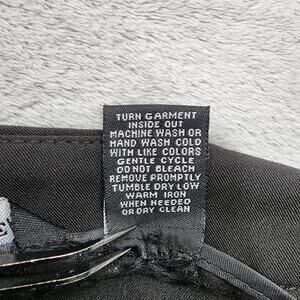 TURN GARMENT
INSIDE OUT
MACHINE WASH OR
HAND WASH COLD
WITH LIKE COLORS
GENTLE CYCLE
DO NOT BLEACH
REMOVE PROMPTLY
TUMBLE DRY LOW
WARM IRON
WHEN NEEDED
OR DRY CLEAN